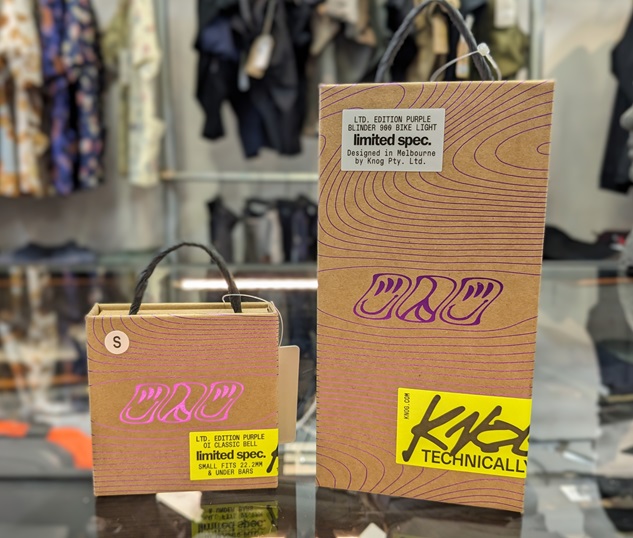 LTD. EDITION PURPLE
BLINDER 900 BIKE LIGHT
limited spec.
Designed in Melbourne
by Knog Pty. Ltd.
KNOG.COM
KNOG
TECHNICALLY
S
LTD. EDITION PURPLE
OI CLASSIC BELL
limited spec.
SMALL FITS 22.2MM
& UNDER BARS